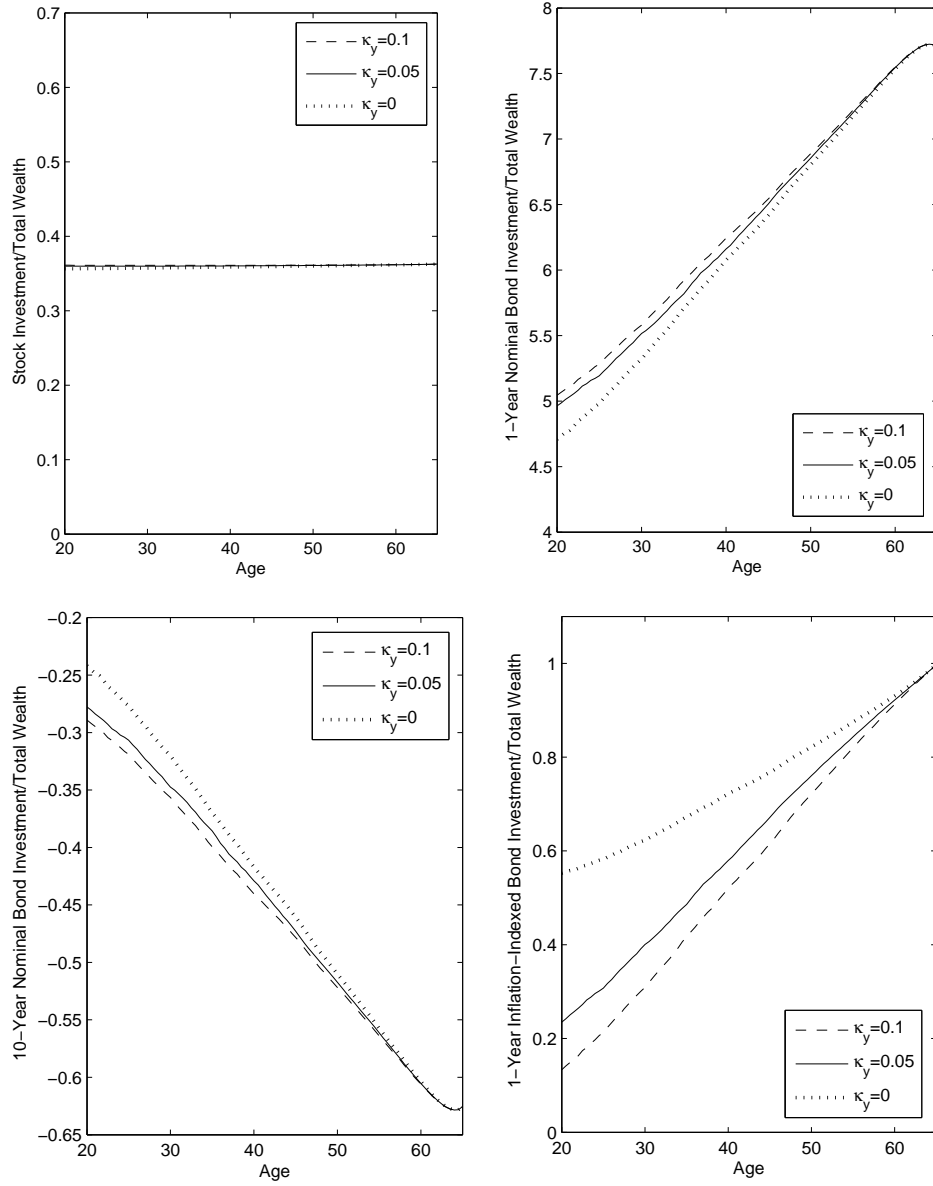 0.7
0.6
0.5
0.4
0.3
0.2
0.1
0
20 30 40 50 60
Age
Stock Investment/Total Wealth
κy=0.1
κy=0.05
κy=0
8
7.5
7
6.5
6
5.5
5
4.5
4
20 30 40 50 60
Age
1−Year Nominal Bond Investment/Total Wealth
κy=0.1
κy=0.05
κy=0
−0.2
−0.25
−0.3
−0.35
−0.4
−0.45
−0.5
−0.55
−0.6
−0.65
20 30 40 50 60
Age
10−Year Nominal Bond Investment/Total Wealth
κy=0.1
κy=0.05
κy=0
1
0.8
0.6
0.4
0.2
0
20 30 40 50 60
Age
1−Year Inflation−Indexed Bond Investment/Total Wealth
κy=0.1
κy=0.05
κy=0